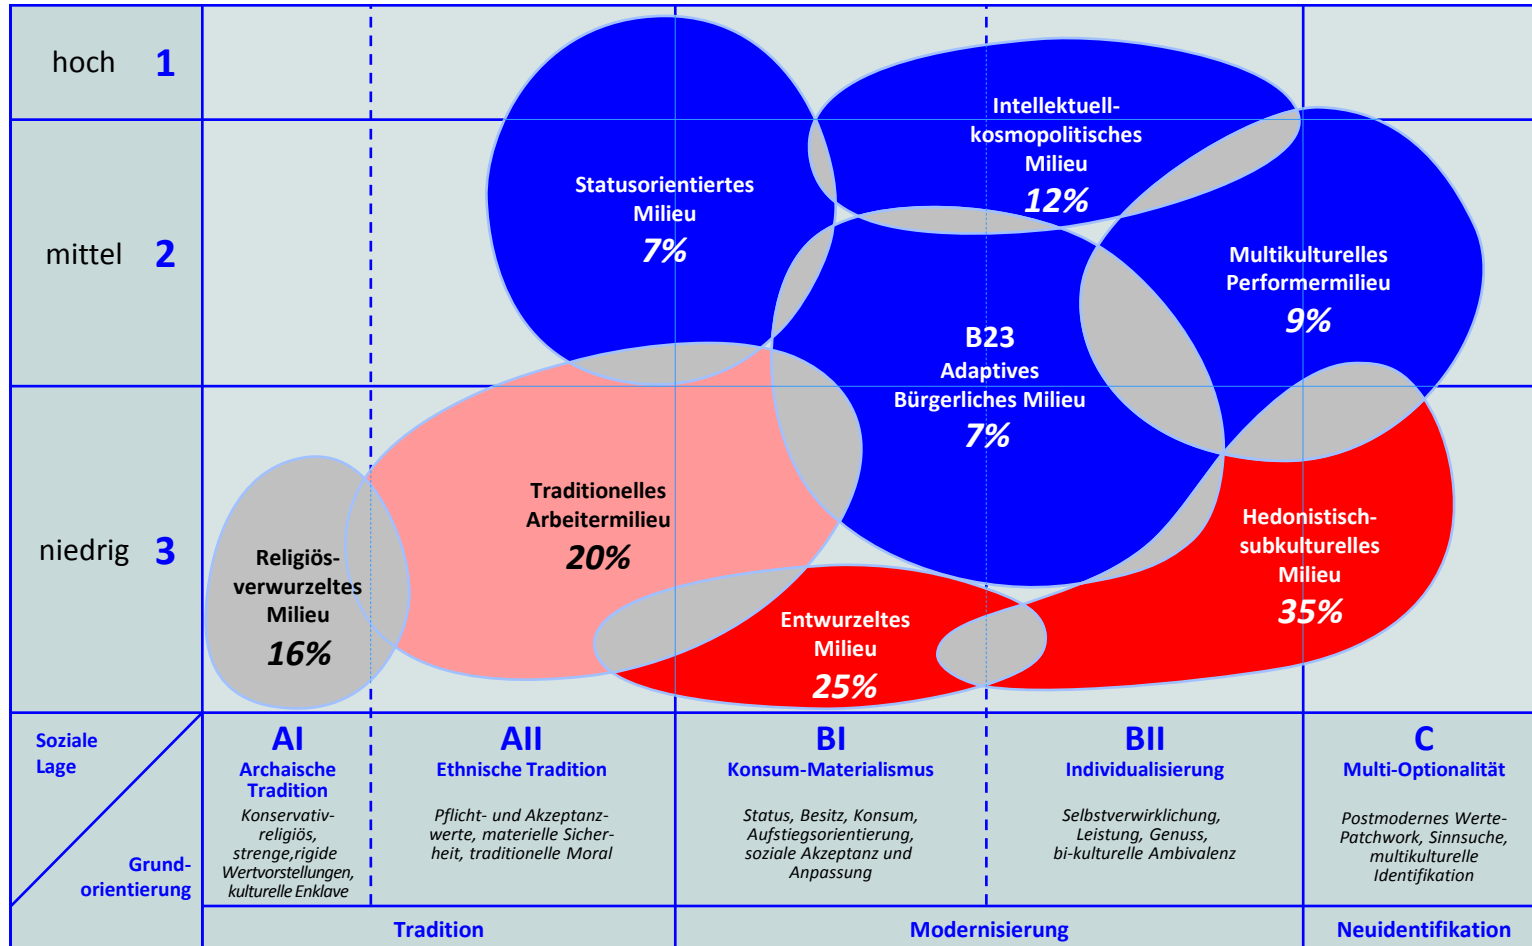 hoch 1
mittel 2
niedrig 3
Statusorientiertes
Milieu
7%
Intellektuell-
kosmopolitisches
Milieu
12%
Multikulturelles
Performermilieu
9%
B23
Adaptives
Bürgerliches Milieu
7%
Traditionelles
Arbeitermilieu
20%
Religiös-
verwurzeltes
Milieu
16%
Entwurzeltes
Milieu
25%
Hedonistisch-
subkulturelles
Milieu
35%
Soziale
Lage
Grund-
orientierung
AI
Archaische
Tradition
Konservativ-
religiös,
strenge,rigide
Wertvorstellungen,
kulturelle Enklave
AII
Ethnische Tradition
Pflicht- und Akzeptanz-
werte, materielle Sicher-
heit, traditionelle Moral
BI
Konsum-Materialismus
Status, Besitz, Konsum,
Aufstiegsorientierung,
soziale Akzeptanz und
Anpassung
BII
Individualisierung
Selbstverwirklichung,
Leistung, Genuss,
bi-kulturelle Ambivalenz
C
Multi-Optionalität
Postmodernes Werte-
Patchwork, Sinnsuche,
multikulturelle
Identifikation
Tradition
Modernisierung
Neuidentifikation